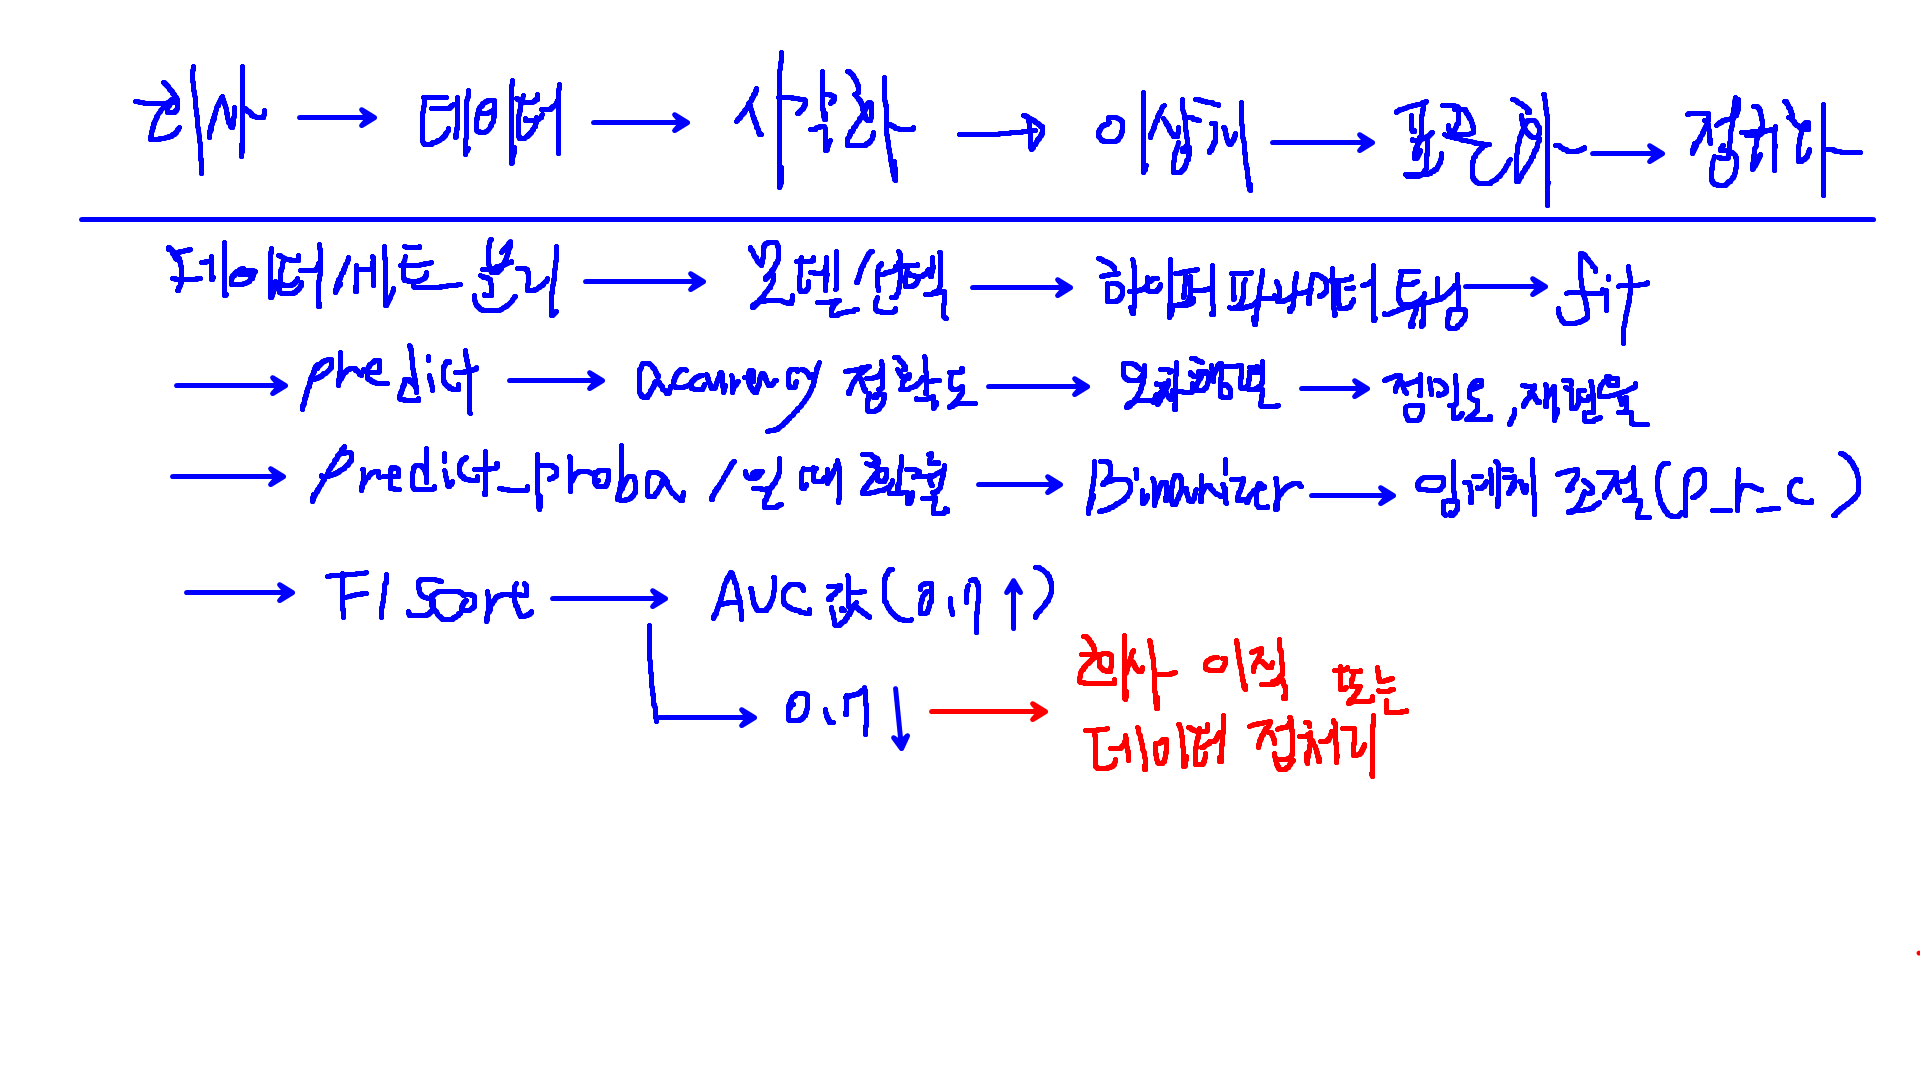 회사 → 데이터 → 시각화 → 이상치 → 표준화 → 정규화
데이터세트 분리 → 모델선택 → 하이퍼파라미터 튜닝 → fit
→ predict → accuracy 정확도 → 오차행렬 → 정밀도, 재현율
→ predict_proba 1일 때 확률 → Binarizer → 임계치 조절(p_r_c)
→ F1 Score → AUC 값(0.7↑)
→ 0.7↓ → 회사 이직 또는
데이터 전처리